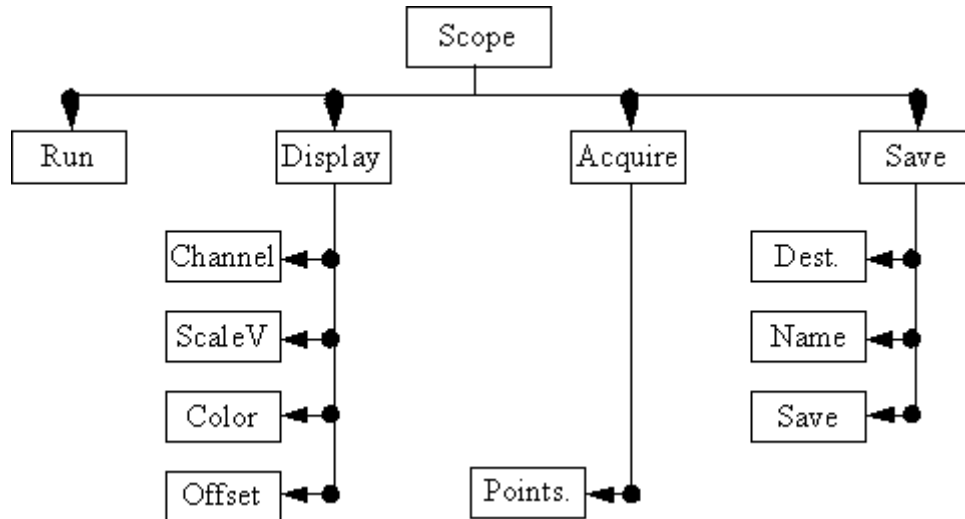 Scope
Run
Display
Acquire
Save
Channel
Dest.
ScaleV
Name
Color
Save
Offset
Points.